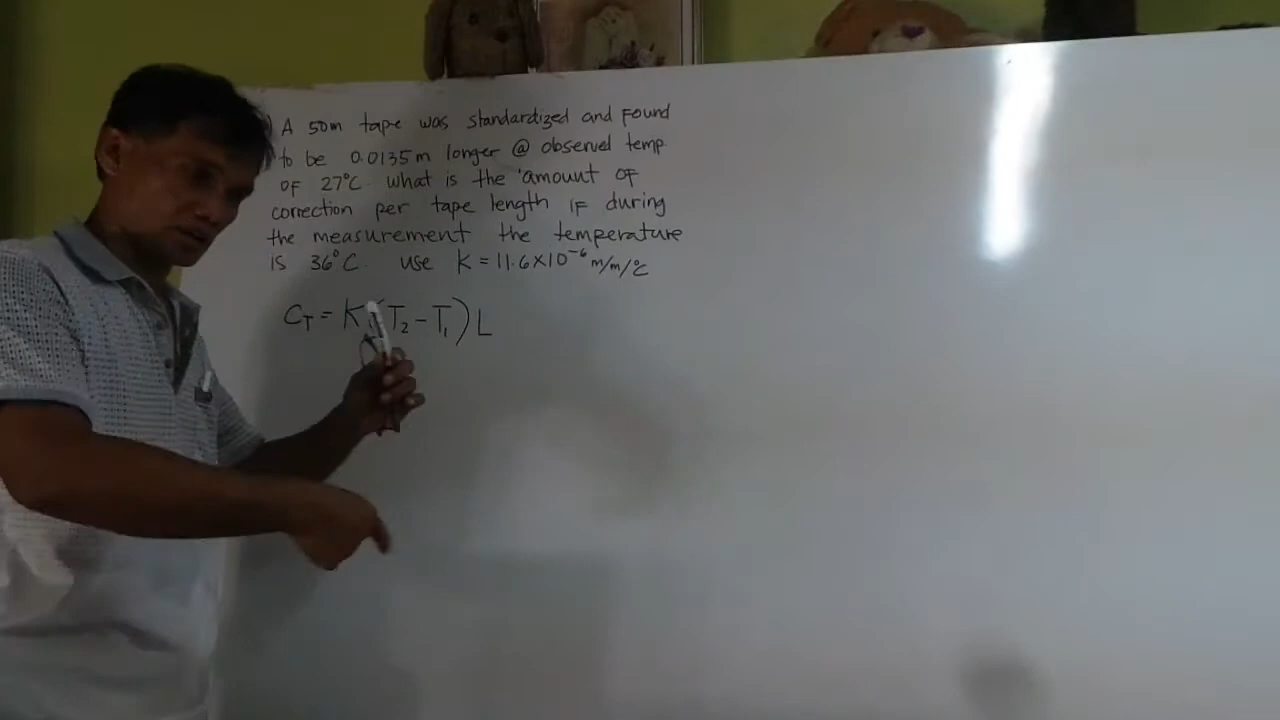 A 50m tape was standardized and found
to be 0.0135m longer @ observed temp
of 27°C. what is the amount of
correction per tape length if during
the measurement the temperature
is 36°C. use K = 11.6x10⁻⁶ m/m/°C
C_T = K (T₂ - T₁) L